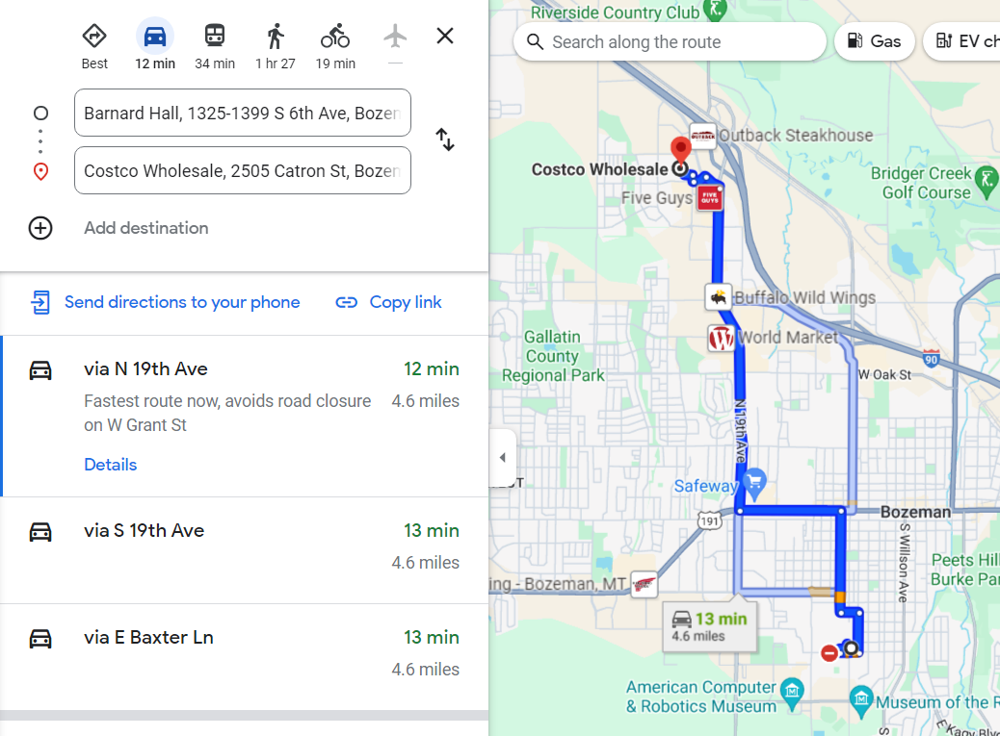 Best
12 min
34 min
1 hr 27
19 min
Barnard Hall, 1325-1399 S 6th Ave, Bozem
Costco Wholesale, 2505 Catron St, Bozem
Add destination
Send directions to your phone
Copy link
via N 19th Ave
12 min
Fastest route now, avoids road closure
4.6 miles
on W Grant St
Details
via S 19th Ave
13 min
4.6 miles
via E Baxter Ln
13 min
4.6 miles
Riverside Country Club
Search along the route
Gas
EV ch
OUTBACK
Outback Steakhouse
Costco Wholesale
Five Guys
FIVE
GUYS
Bridger Creek
Golf Course
Buffalo Wild Wings
World Market
W
Gallatin
County
Regional Park
90
W Oak St
N 19th Ave
Safeway
191
Bozeman
S Willson Ave
Peets Hill
Burke Par
ing - Bozeman, MT
13 min
4.6 miles
American Computer
& Robotics Museum
Museum of the R
E Kagy Blv